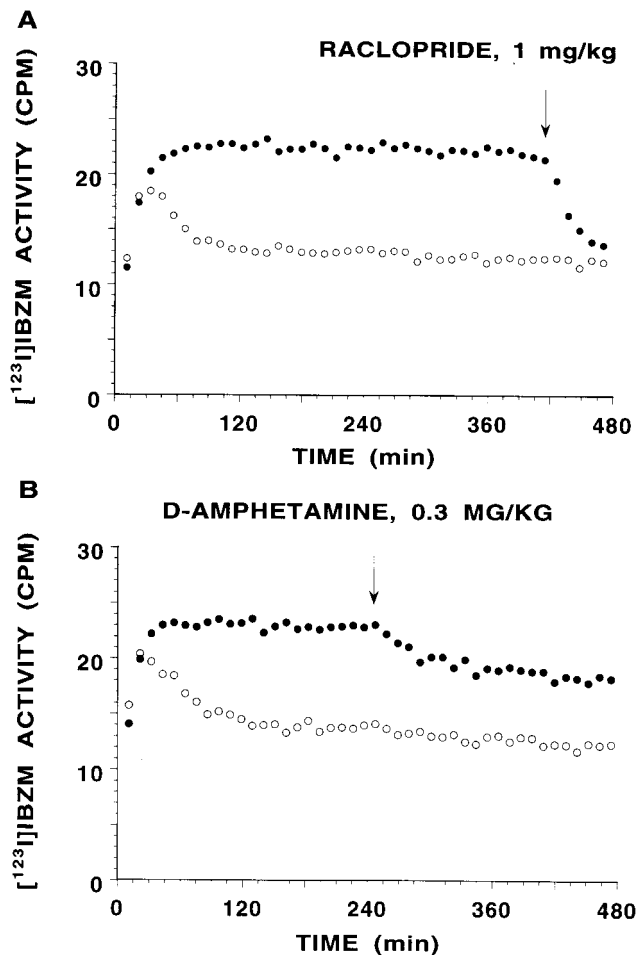 A
RACLOPRIDE, 1 mg/kg
[¹²³I]IBZM ACTIVITY (CPM)
30
20
10
0
0 120 240 360 480
TIME (min)
B
D-AMPHETAMINE, 0.3 MG/KG
[¹²³I]IBZM ACTIVITY (CPM)
30
20
10
0
0 120 240 360 480
TIME (min)